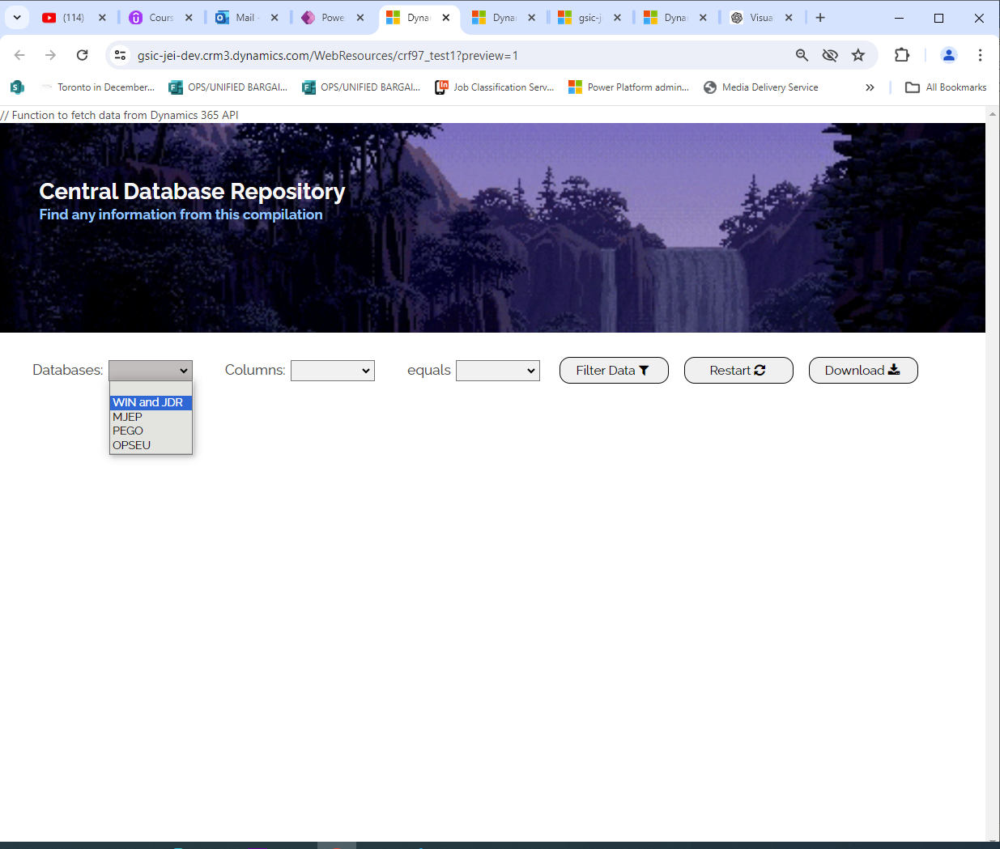 (114)
Cours
Mail -
Powe
Dyna
Dyna
gsic-j
Dyna
Visua
gsic-jei-dev.crm3.dynamics.com/WebResources/crf97_test1?preview=1
Toronto in December...
OPS/UNIFIED BARGAI...
OPS/UNIFIED BARGAI...
Job Classification Serv...
Power Platform admin...
Media Delivery Service
All Bookmarks
// Function to fetch data from Dynamics 365 API
Central Database Repository
Find any information from this compilation
Databases:
Columns:
equals
Filter Data
Restart
Download
WIN and JDR
MJEP
PEGO
OPSEU